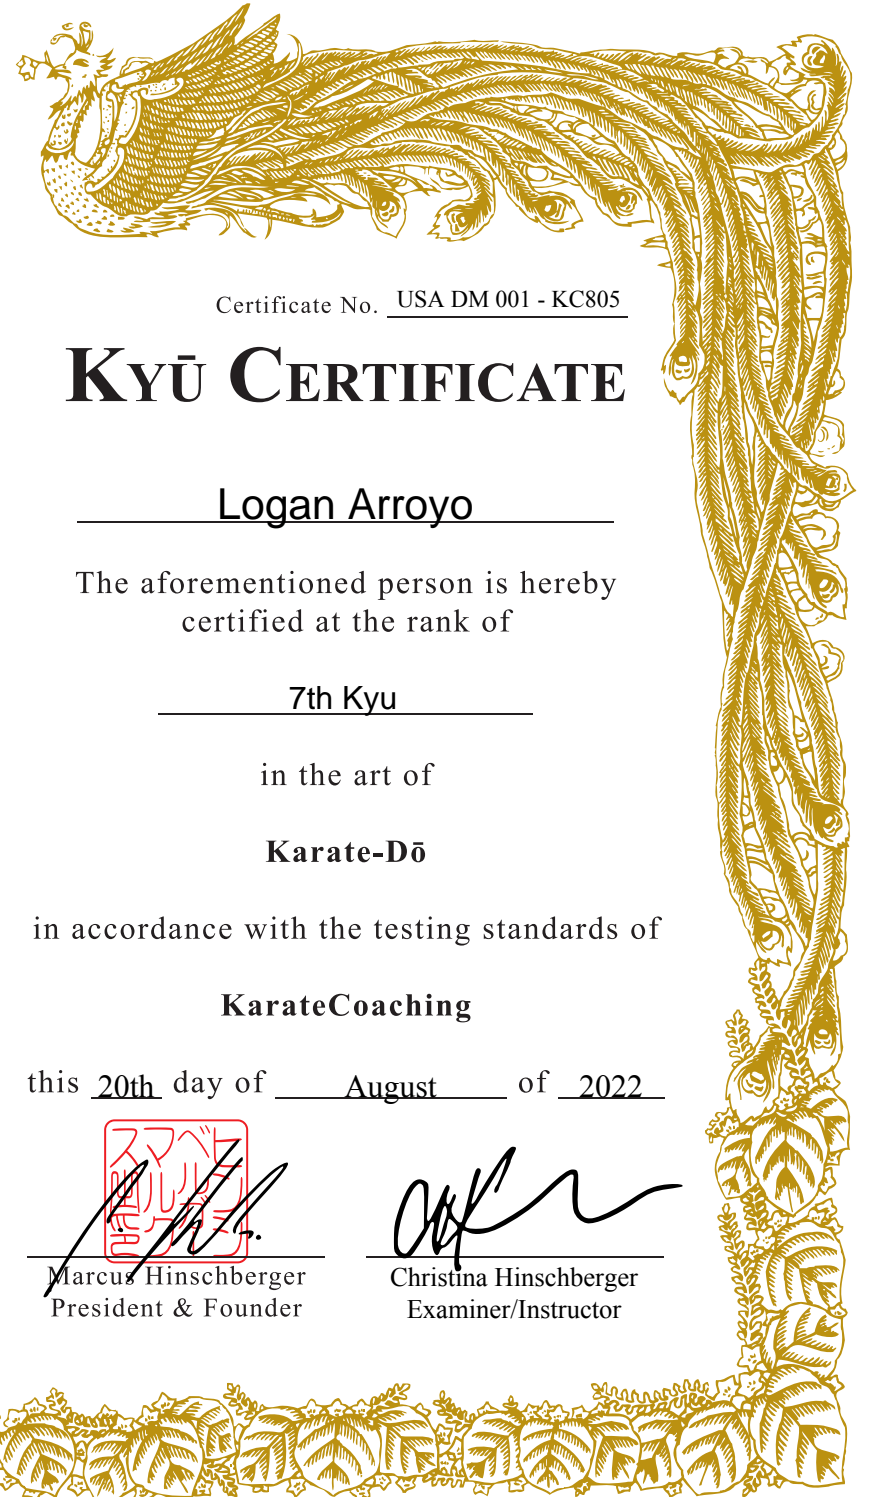 Certificate No. USA DM 001 - KC805
KYŪ CERTIFICATE
Logan Arroyo
The aforementioned person is hereby
certified at the rank of
7th Kyu
in the art of
Karate-Dō
in accordance with the testing standards of
KarateCoaching
this 20th day of August of 2022
Marcus Hinschberger
President & Founder
Christina Hinschberger
Examiner/Instructor